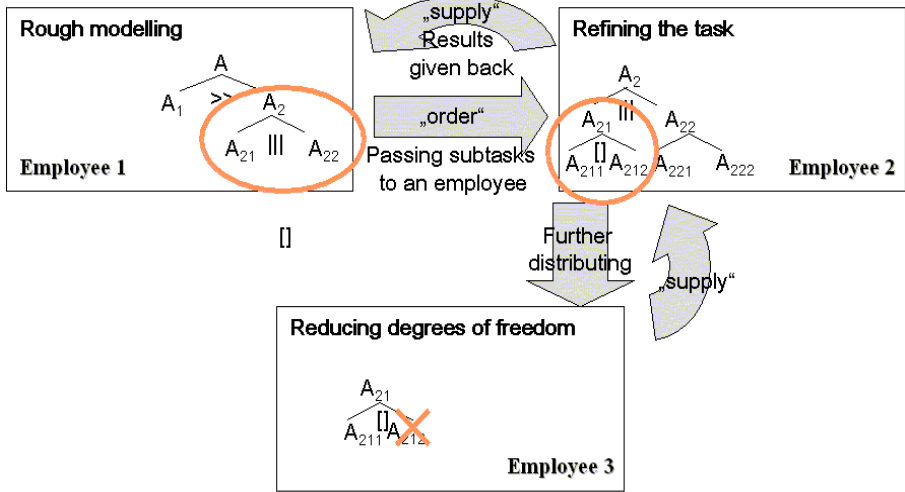 Rough modelling
A
A1 >> A2
A21 ||| A22
Employee 1
„supply“
Results
given back
„order“
Passing subtasks
to an employee
Refining the task
A2
|||
A21 A22
[]
A211 A212 A221 A222
Employee 2
[]
Further
distributing
„supply“
Reducing degrees of freedom
A21
[]
A211 A212
Employee 3